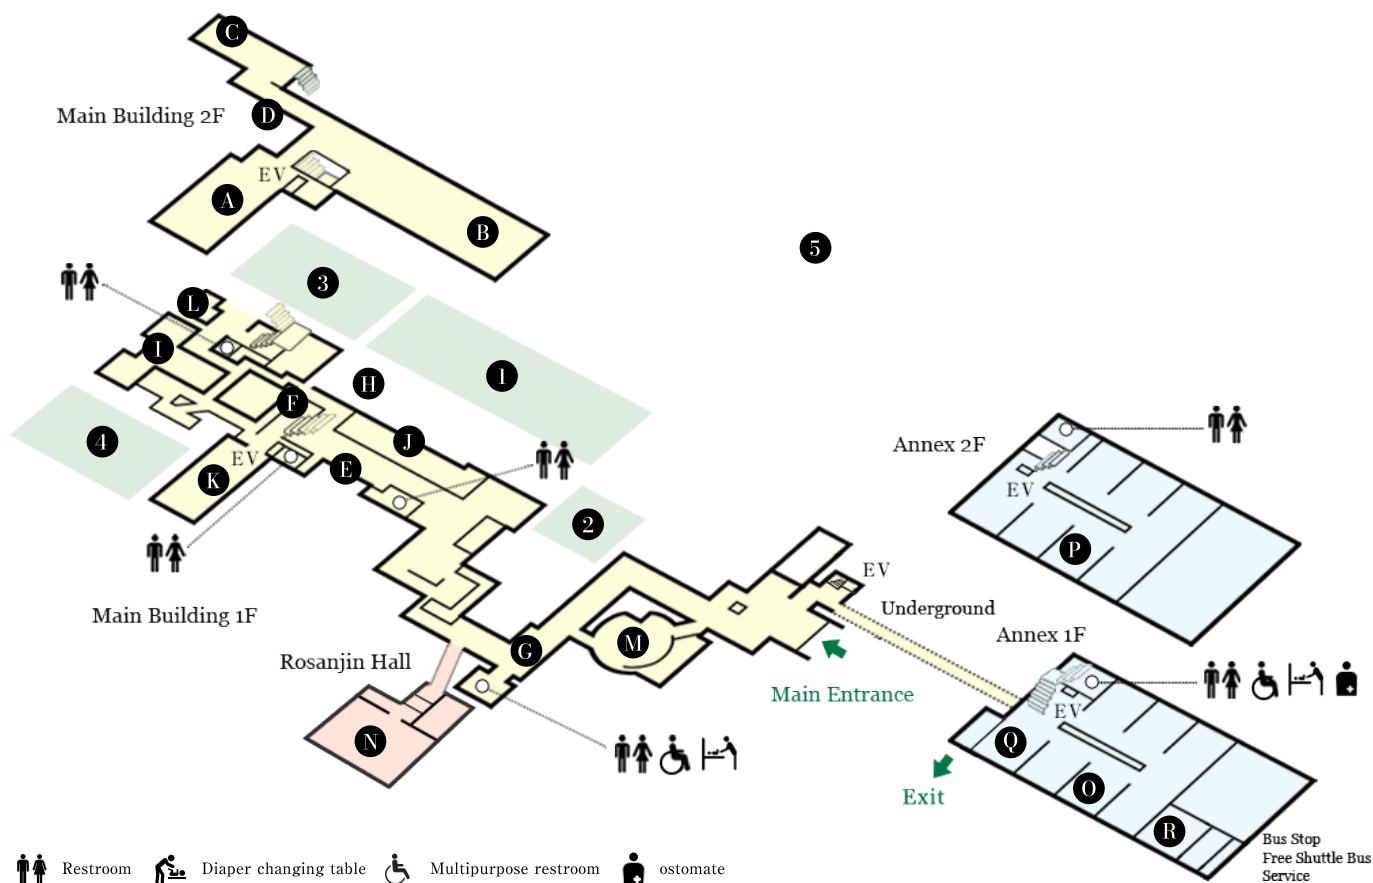 C
D
Main Building 2F
EV
A
B
5
3
L
I
H
1
F
4
J
EV
E
K
Annex 2F
EV
2
P
EV
Main Building 1F
Underground
Annex 1F
G
M
Rosanjin Hall
Main Entrance
EV
N
Q
Exit
O
R
Bus Stop
Free Shuttle Bus
Service
Restroom
Diaper changing table
Multipurpose restroom
ostomate